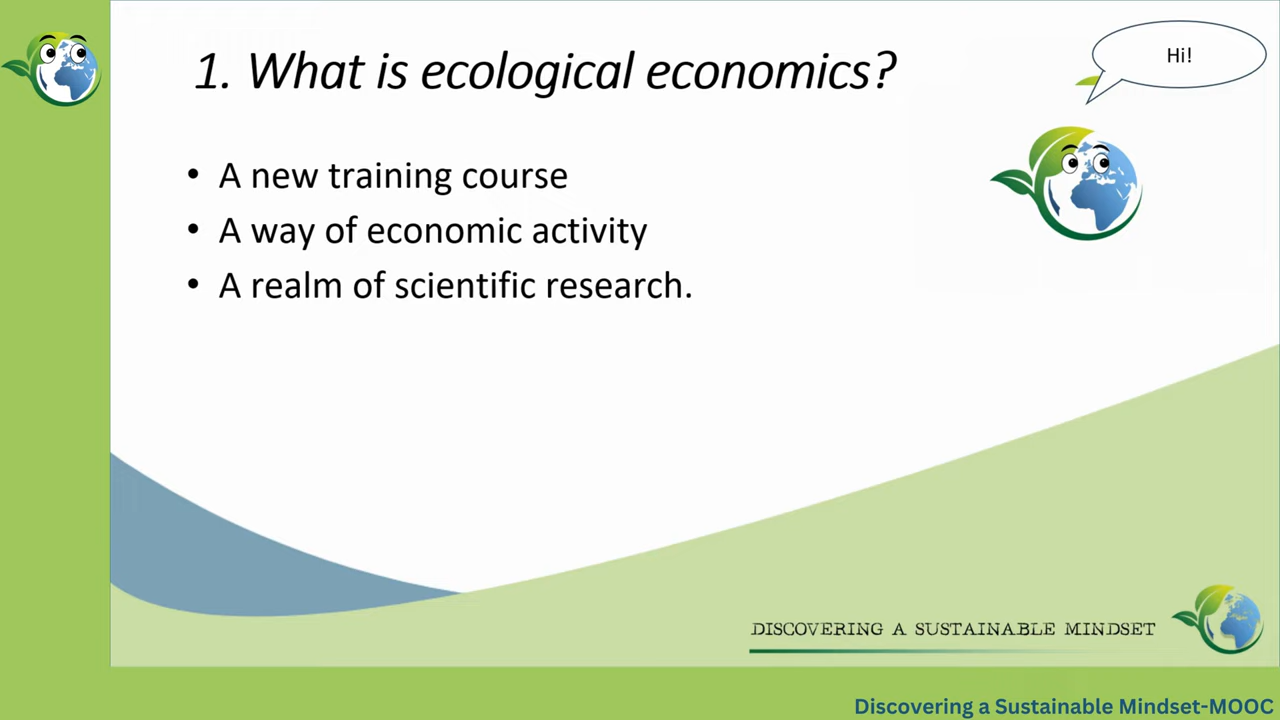 1. What is ecological economics?
Hi!
• A new training course
• A way of economic activity
• A realm of scientific research.
DISCOVERING A SUSTAINABLE MINDSET
Discovering a Sustainable Mindset-MOOC